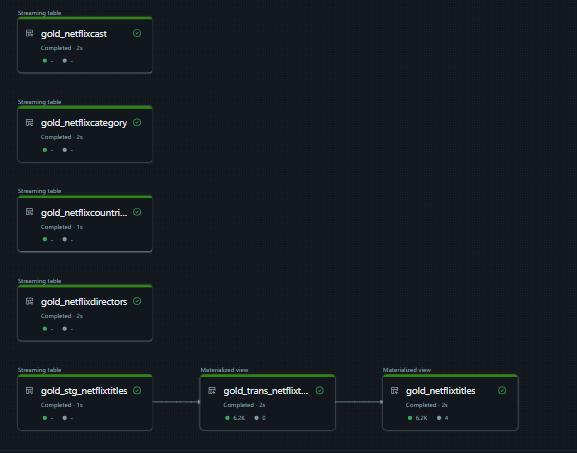 Streaming table
gold_netflixcast
Completed · 2s
- -
Streaming table
gold_netflixcategory
Completed · 2s
- -
Streaming table
gold_netflixcountri...
Completed · 1s
- -
Streaming table
gold_netflixdirectors
Completed · 2s
- -
Streaming table
gold_stg_netflixtitles
Completed · 1s
- -
Materialized view
gold_trans_netflixt...
Completed · 2s
6.2K 0
Materialized view
gold_netflixtitles
Completed · 2s
6.2K 4